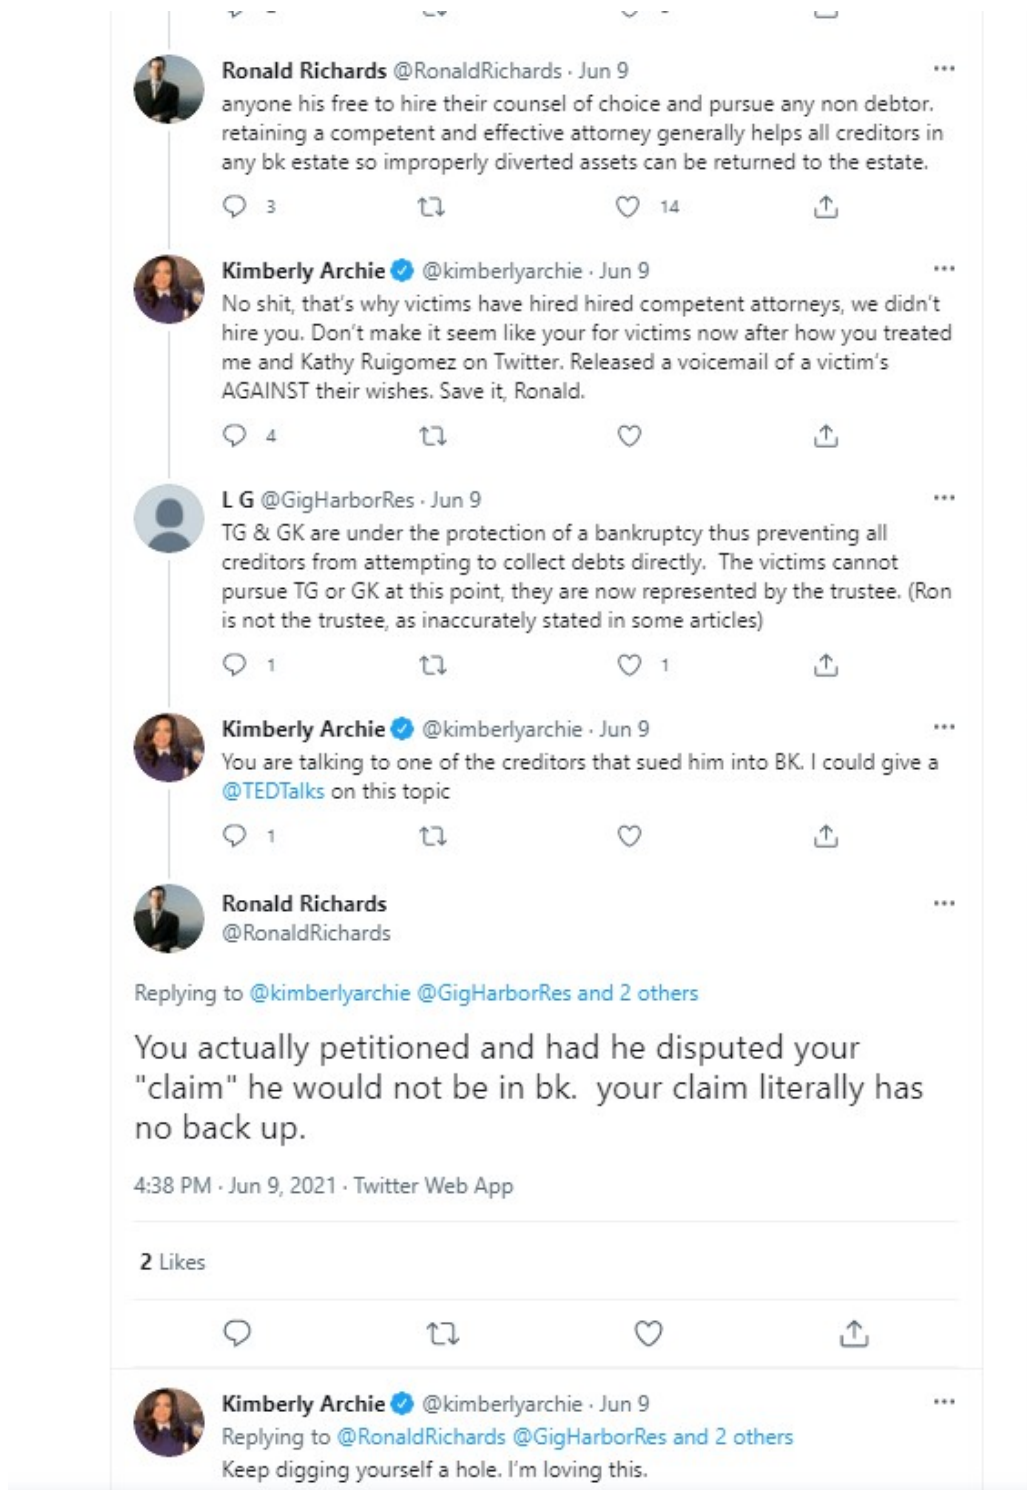 Ronald Richards @RonaldRichards · Jun 9
anyone his free to hire their counsel of choice and pursue any non debtor.
retaining a competent and effective attorney generally helps all creditors in
any bk estate so improperly diverted assets can be returned to the estate.
3 14
Kimberly Archie @kimberlyarchie · Jun 9
No shit, that's why victims have hired hired competent attorneys, we didn't
hire you. Don't make it seem like your for victims now after how you treated
me and Kathy Ruigomez on Twitter. Released a voicemail of a victim's
AGAINST their wishes. Save it, Ronald.
4
L G @GigHarborRes · Jun 9
TG & GK are under the protection of a bankruptcy thus preventing all
creditors from attempting to collect debts directly.  The victims cannot
pursue TG or GK at this point, they are now represented by the trustee. (Ron
is not the trustee, as inaccurately stated in some articles)
1 1
Kimberly Archie @kimberlyarchie · Jun 9
You are talking to one of the creditors that sued him into BK. I could give a
@TEDTalks on this topic
1
Ronald Richards
@RonaldRichards
Replying to @kimberlyarchie @GigHarborRes and 2 others
You actually petitioned and had he disputed your
"claim" he would not be in bk.  your claim literally has
no back up.
4:38 PM · Jun 9, 2021 · Twitter Web App
2 Likes
Kimberly Archie @kimberlyarchie · Jun 9
Replying to @RonaldRichards @GigHarborRes and 2 others
Keep digging yourself a hole. I'm loving this.